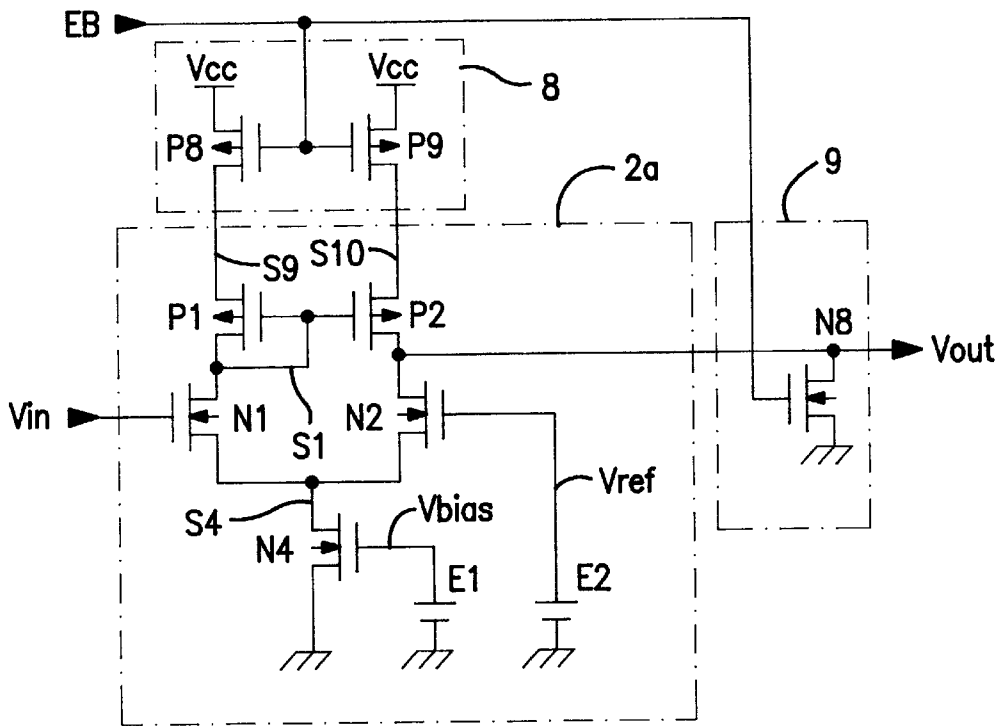 EB
Vcc
Vcc
8
P8
P9
2a
9
S9
S10
P1
P2
N8
Vout
Vin
N1
N2
S1
Vref
S4
Vbias
N4
E1
E2